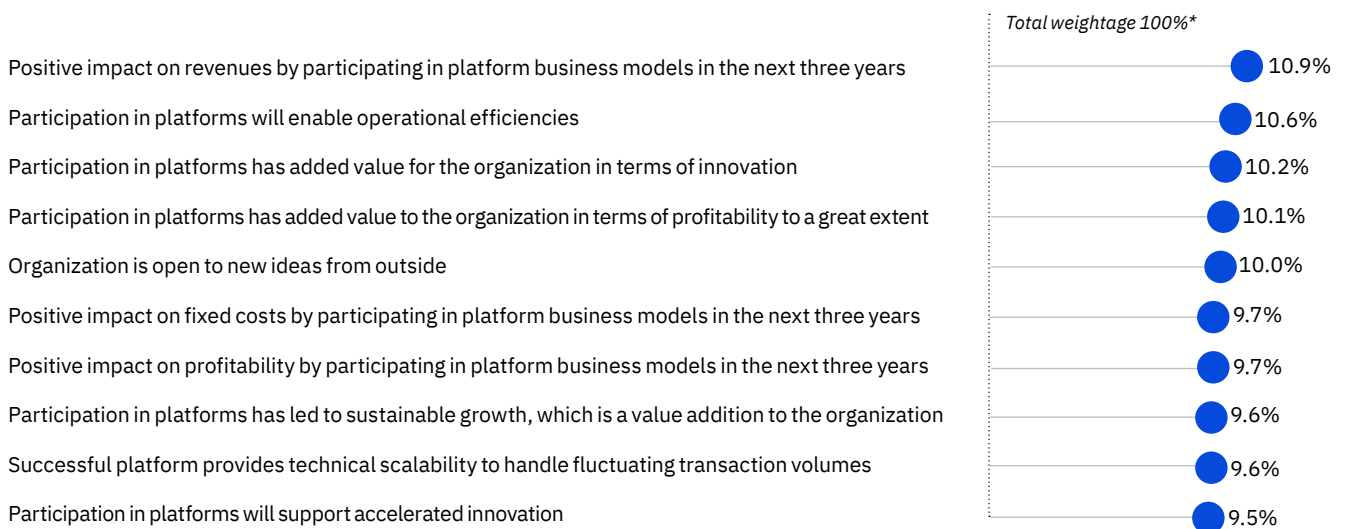 Total weightage 100%*
Positive impact on revenues by participating in platform business models in the next three years 10.9%
Participation in platforms will enable operational efficiencies 10.6%
Participation in platforms has added value for the organization in terms of innovation 10.2%
Participation in platforms has added value to the organization in terms of profitability to a great extent 10.1%
Organization is open to new ideas from outside 10.0%
Positive impact on fixed costs by participating in platform business models in the next three years 9.7%
Positive impact on profitability by participating in platform business models in the next three years 9.7%
Participation in platforms has led to sustainable growth, which is a value addition to the organization 9.6%
Successful platform provides technical scalability to handle fluctuating transaction volumes 9.6%
Participation in platforms will support accelerated innovation 9.5%